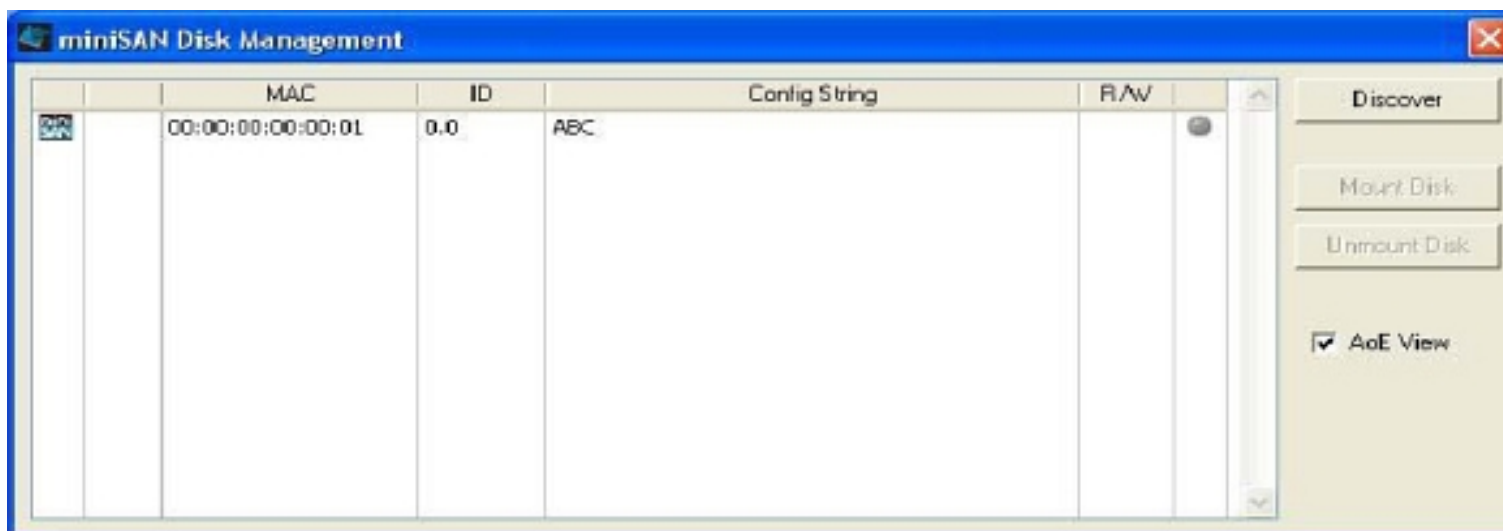 miniSAN Disk Management
MAC ID Config String R/W
00:00:00:00:00:01 0.0 ABC
Discover
Mount Disk
Unmount Disk
AoE View